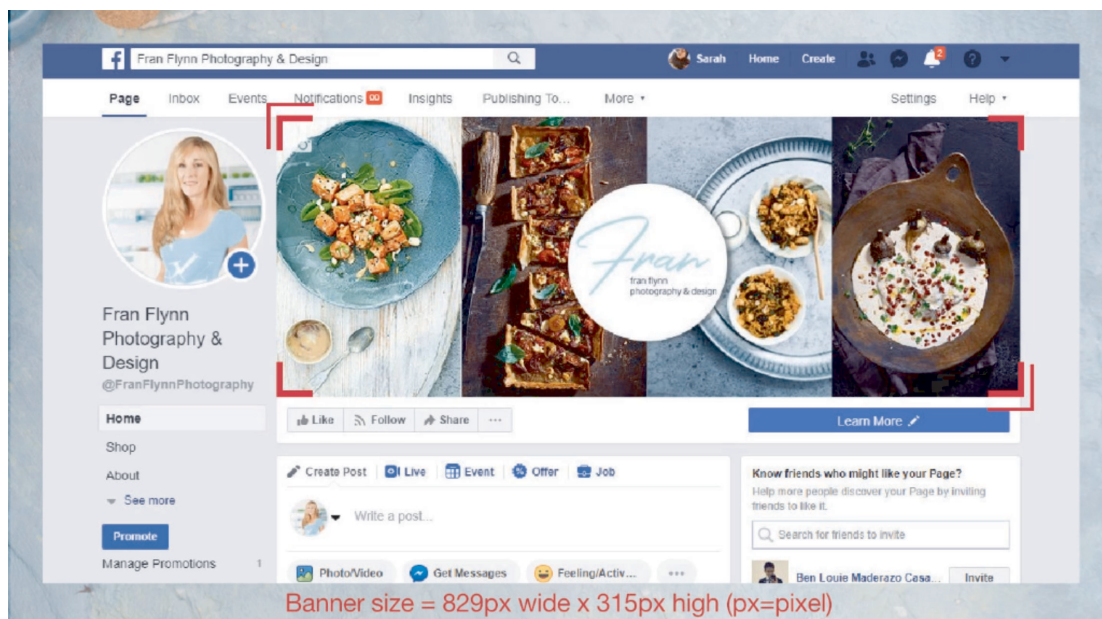 Fran Flynn Photography & Design
Sarah Home Create 2
Page Inbox Events Notifications Insights Publishing To... More Settings Help
Fran
fran flynn
photography & design
Fran Flynn
Photography &
Design
@FranFlynnPhotography
Home
Shop
About
See more
Promote
Manage Promotions 1
Like Follow Share ...
Learn More
Create Post Live Event Offer Job
Write a post...
Photo/Video Get Messages Feeling/Activ... ...
Know friends who might like your Page?
Help more people discover your Page by inviting
friends to like it.
Search for friends to invite
Ben Louie Maderazo Casa... Invite
Banner size = 829px wide x 315px high (px=pixel)